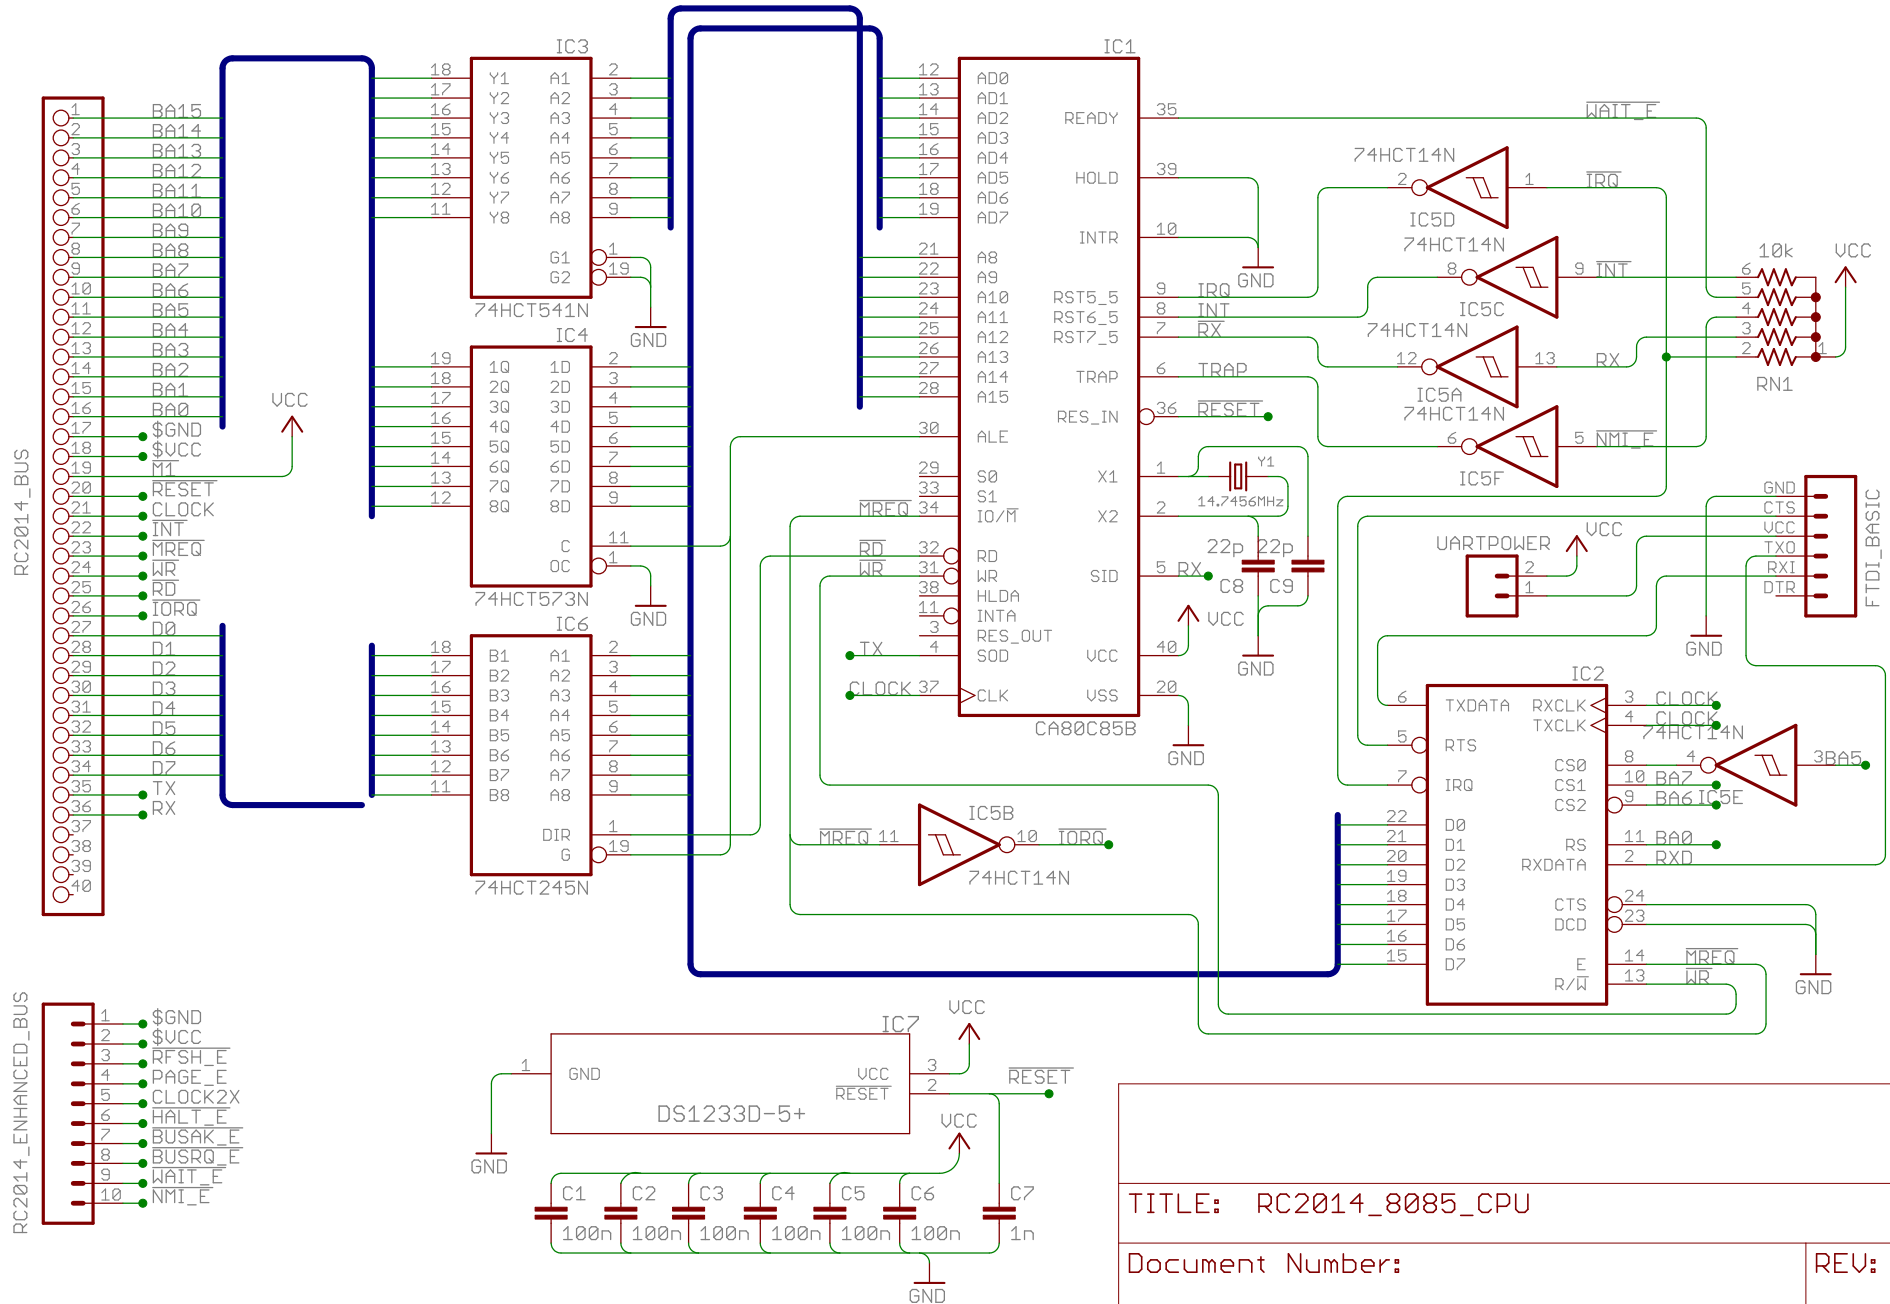 RC2014_BUS
1 BA15
2 BA14
3 BA13
4 BA12
5 BA11
6 BA10
7 BA9
8 BA8
9 BA7
10 BA6
11 BA5
12 BA4
13 BA3
14 BA2
15 BA1
16 BA0
17 $GND
18 $VCC
19 M1
20 RESET
21 CLOCK
22 INT
23 MREQ
24 WR
25 RD
26 IORQ
27 D0
28 D1
29 D2
30 D3
31 D4
32 D5
33 D6
34 D7
35 TX
36 RX
37
38
39
40
VCC
RC2014_ENHANCED_BUS
1 $GND
2 $VCC
3 RFSH_E
4 PAGE_E
5 CLOCK2X
6 HALT_E
7 BUSAK_E
8 BUSRQ_E
9 WAIT_E
10 NMI_E
IC3
18 Y1 A1 2
17 Y2 A2 3
16 Y3 A3 4
15 Y4 A4 5
14 Y5 A5 6
13 Y6 A6 7
12 Y7 A7 8
11 Y8 A8 9
G1 1
G2 19
74HCT541N
GND
IC4
19 1Q 1D 2
18 2Q 2D 3
17 3Q 3D 4
16 4Q 4D 5
15 5Q 5D 6
14 6Q 6D 7
13 7Q 7D 8
12 8Q 8D 9
C 11
OC 1
74HCT573N
GND
IC6
18 B1 A1 2
17 B2 A2 3
16 B3 A3 4
15 B4 A4 5
14 B5 A5 6
13 B6 A6 7
12 B7 A7 8
11 B8 A8 9
DIR 1
G 19
74HCT245N
IC1
12 AD0
13 AD1
14 AD2 READY 35
15 AD3
16 AD4
17 AD5 HOLD 39
18 AD6
19 AD7
INTR 10
21 A8
22 A9
23 A10 RST5_5 9 IRQ
24 A11 RST6_5 8 INT
25 A12 RST7_5 7 RX
26 A13
27 A14 TRAP 6 TRAP
28 A15
RES_IN 36 RESET
30 ALE
29 S0 X1 1
33 S1
MREQ 34 IO/M X2 2
RD 32 RD
WR 31 WR SID 5 RX
38 HLDA
11 INTA
3 RES_OUT
TX 4 SOD VCC 40
CLOCK 37 CLK VSS 20
CA80C85B
GND
Y1
14.7456MHz
22p 22p
C8 C9
VCC
GND
GND
WAIT_E
74HCT14N
2 1 IRQ
IC5D
74HCT14N
8 9 INT
IC5C
74HCT14N
12 13 RX
IC5A
74HCT14N
6 5 NMI_E
IC5F
10k VCC
6
5
4
3
2 1
RN1
UARTPOWER VCC
2
1
GND
CTS
VCC
TXO
RXI
DTR
FTDI_BASIC
GND
IC2
6 TXDATA RXCLK 3 CLOCK
TXCLK 4 CLOCK
5 RTS
CS0 8
7 IRQ CS1 10 BA7
CS2 9 BA6
22 D0
21 D1 RS 11 BA0
20 D2 RXDATA 2 RXD
19 D3
18 D4 CTS 24
17 D5 DCD 23
16 D6
15 D7 E 14 MREQ
R/W 13 WR
74HCT14N
4 3 BA5
IC5E
GND
IC5B
MREQ 11 10 IORQ
74HCT14N
IC7
VCC
1 GND VCC 3
RESET 2
RESET
DS1233D-5+
GND
VCC
C1 C2 C3 C4 C5 C6 C7
100n 100n 100n 100n 100n 100n 1n
GND
TITLE: RC2014_8085_CPU
Document Number: REV: